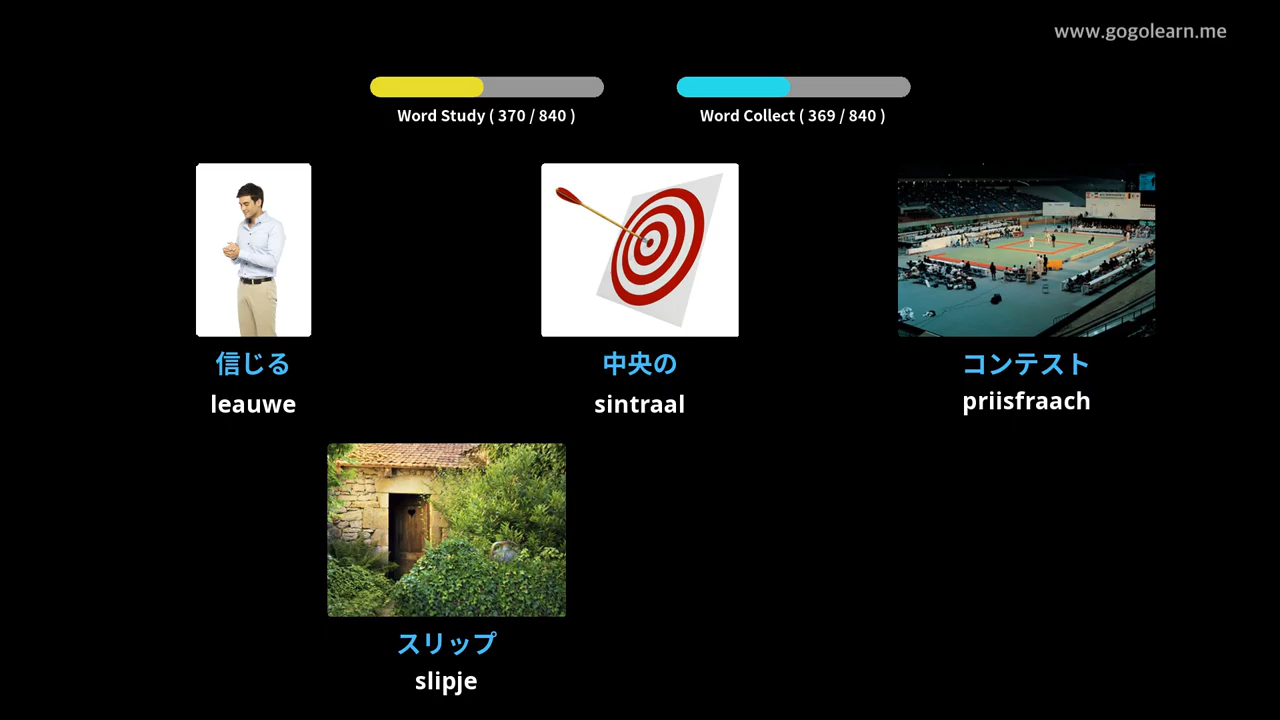 www.gogolearn.me
Word Study ( 370 / 840 )
Word Collect ( 369 / 840 )
信じる
leauwe
中央の
sintraal
コンテスト
priisfraach
スリップ
slipje